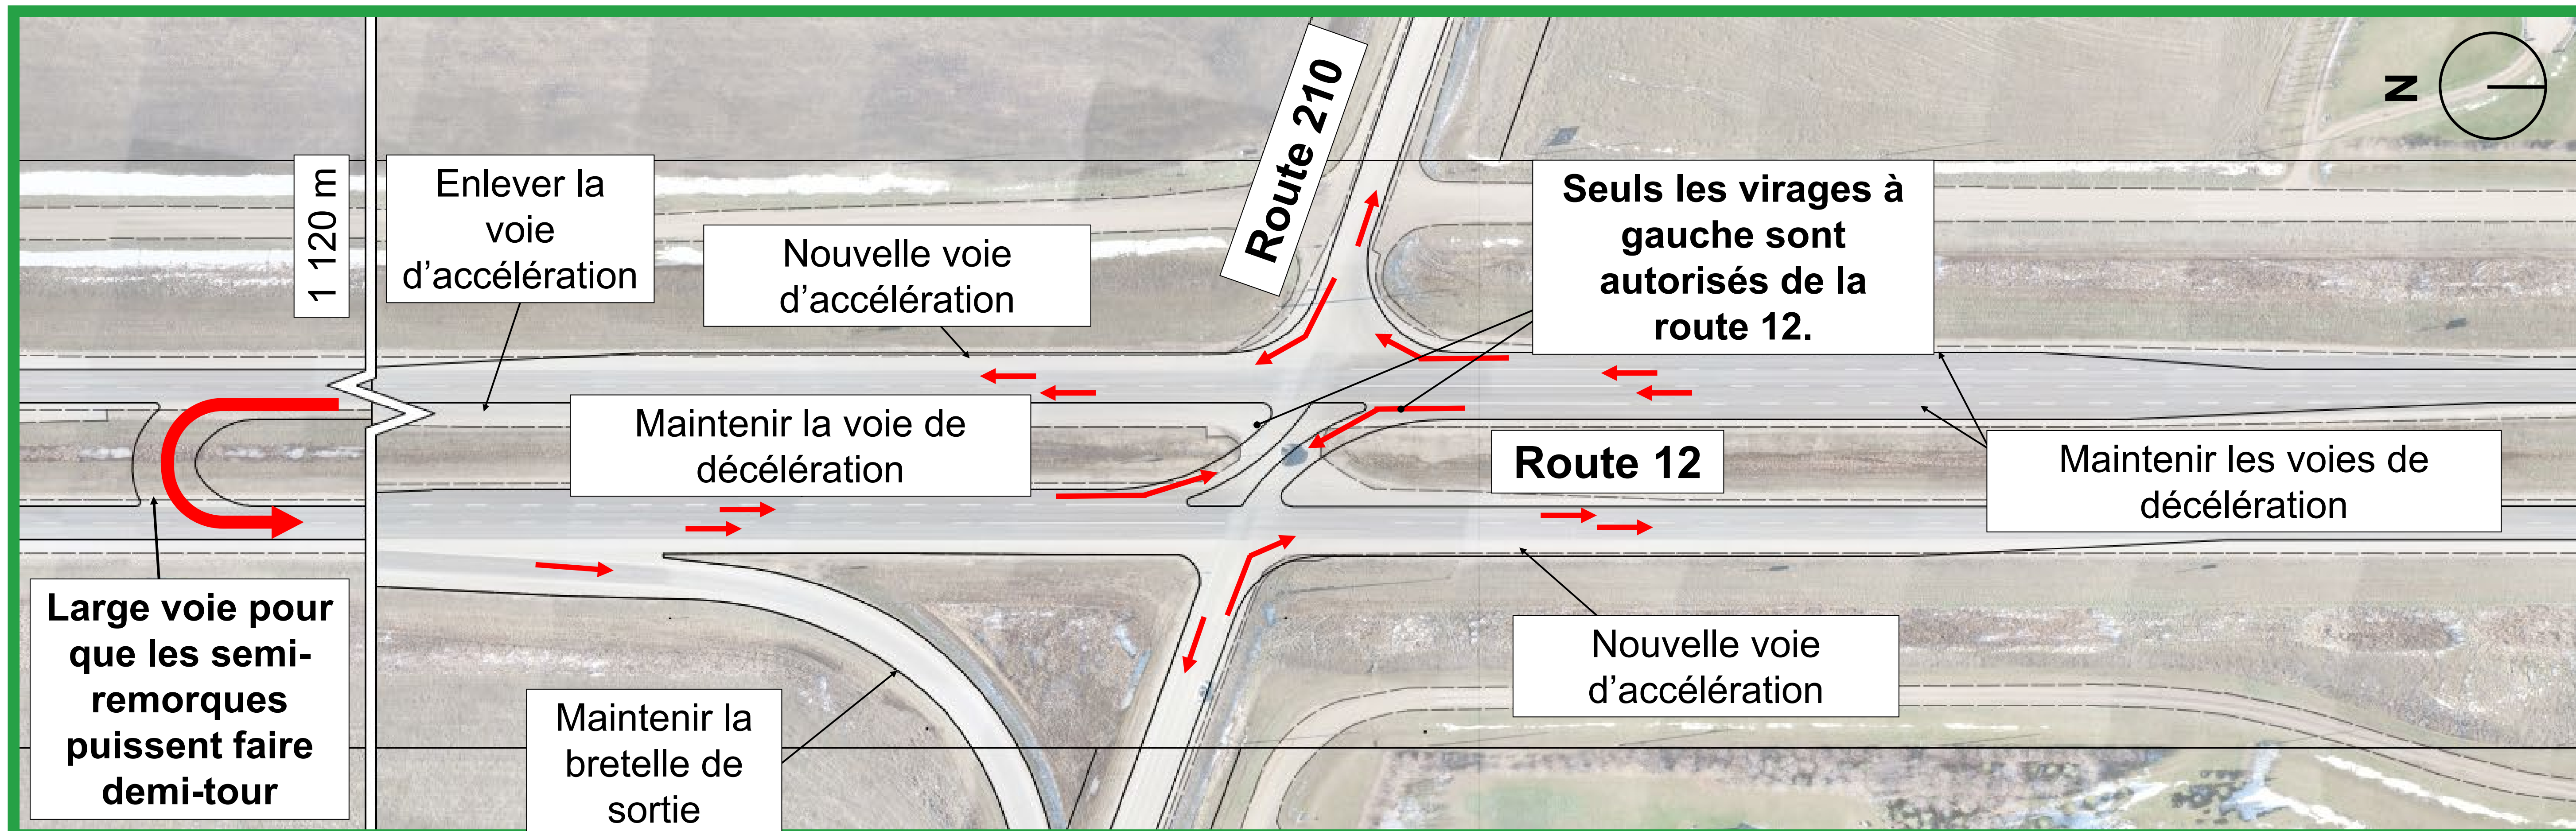 N
Route 210
1 120 m
Enlever la
voie
d’accélération
Nouvelle voie
d’accélération
Seuls les virages à
gauche sont
autorisés de la
route 12.
Maintenir la voie de
décélération
Route 12
Maintenir les voies de
décélération
Large voie pour
que les semi-
remorques
puissent faire
demi-tour
Maintenir la
bretelle de
sortie
Nouvelle voie
d’accélération